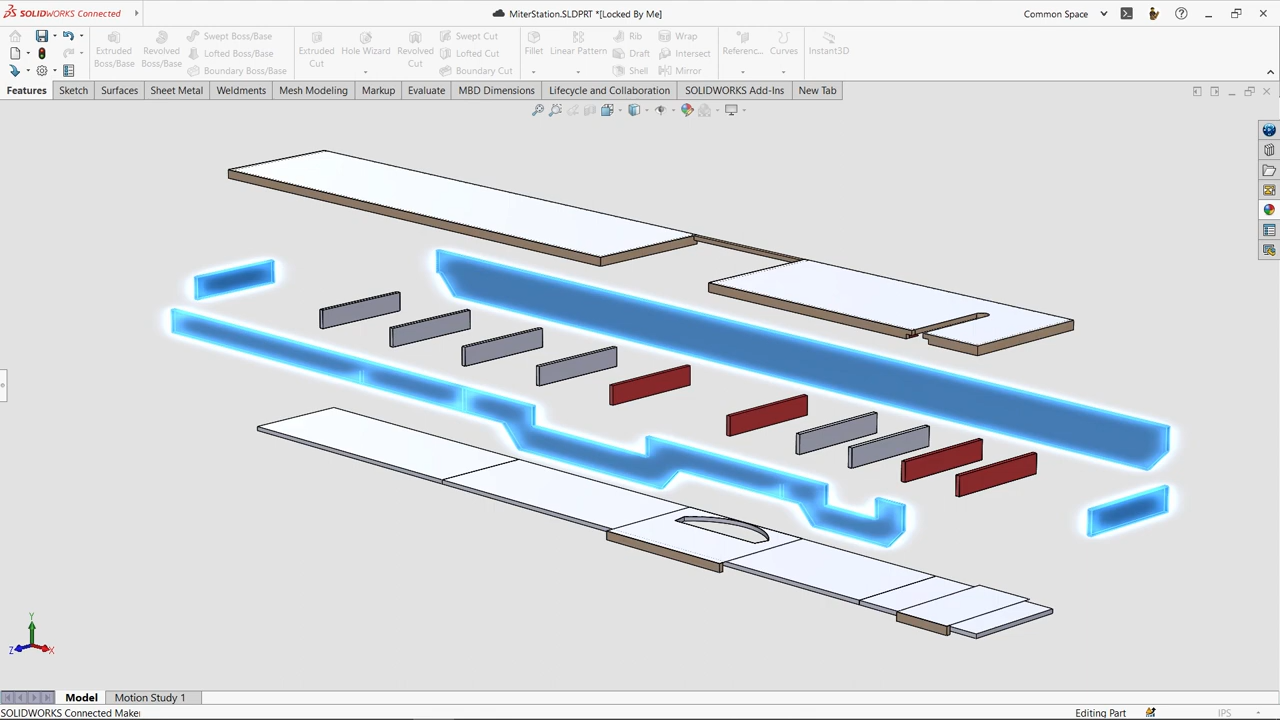 SOLIDWORKS Connected
MiterStation.SLDPRT *[Locked By Me]
Common Space
Extruded Boss/Base
Revolved Boss/Base
Swept Boss/Base
Lofted Boss/Base
Boundary Boss/Base
Extruded Cut
Hole Wizard
Revolved Cut
Swept Cut
Lofted Cut
Boundary Cut
Fillet
Linear Pattern
Rib
Draft
Shell
Wrap
Intersect
Mirror
Referenc...
Curves
Instant3D
Features Sketch Surfaces Sheet Metal Weldments Mesh Modeling Markup Evaluate MBD Dimensions Lifecycle and Collaboration SOLIDWORKS Add-Ins New Tab
Y
Z
X
Model Motion Study 1
SOLIDWORKS Connected Maker
Editing Part
IPS